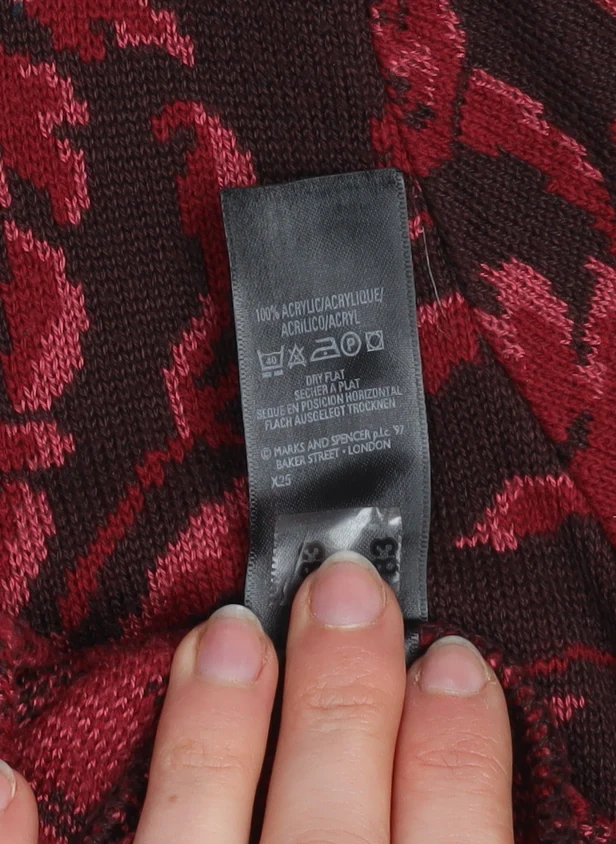 100% ACRYLIC/ACRYLIQUE/
ACRILICO/ACRYL
40 P
DRY FLAT
SECHER A PLAT
SEQUE EN POSICION HORIZONTAL
FLACH AUSGELEGT TROCKNEN
© MARKS AND SPENCER p.l.c. '97
BAKER STREET • LONDON
X25